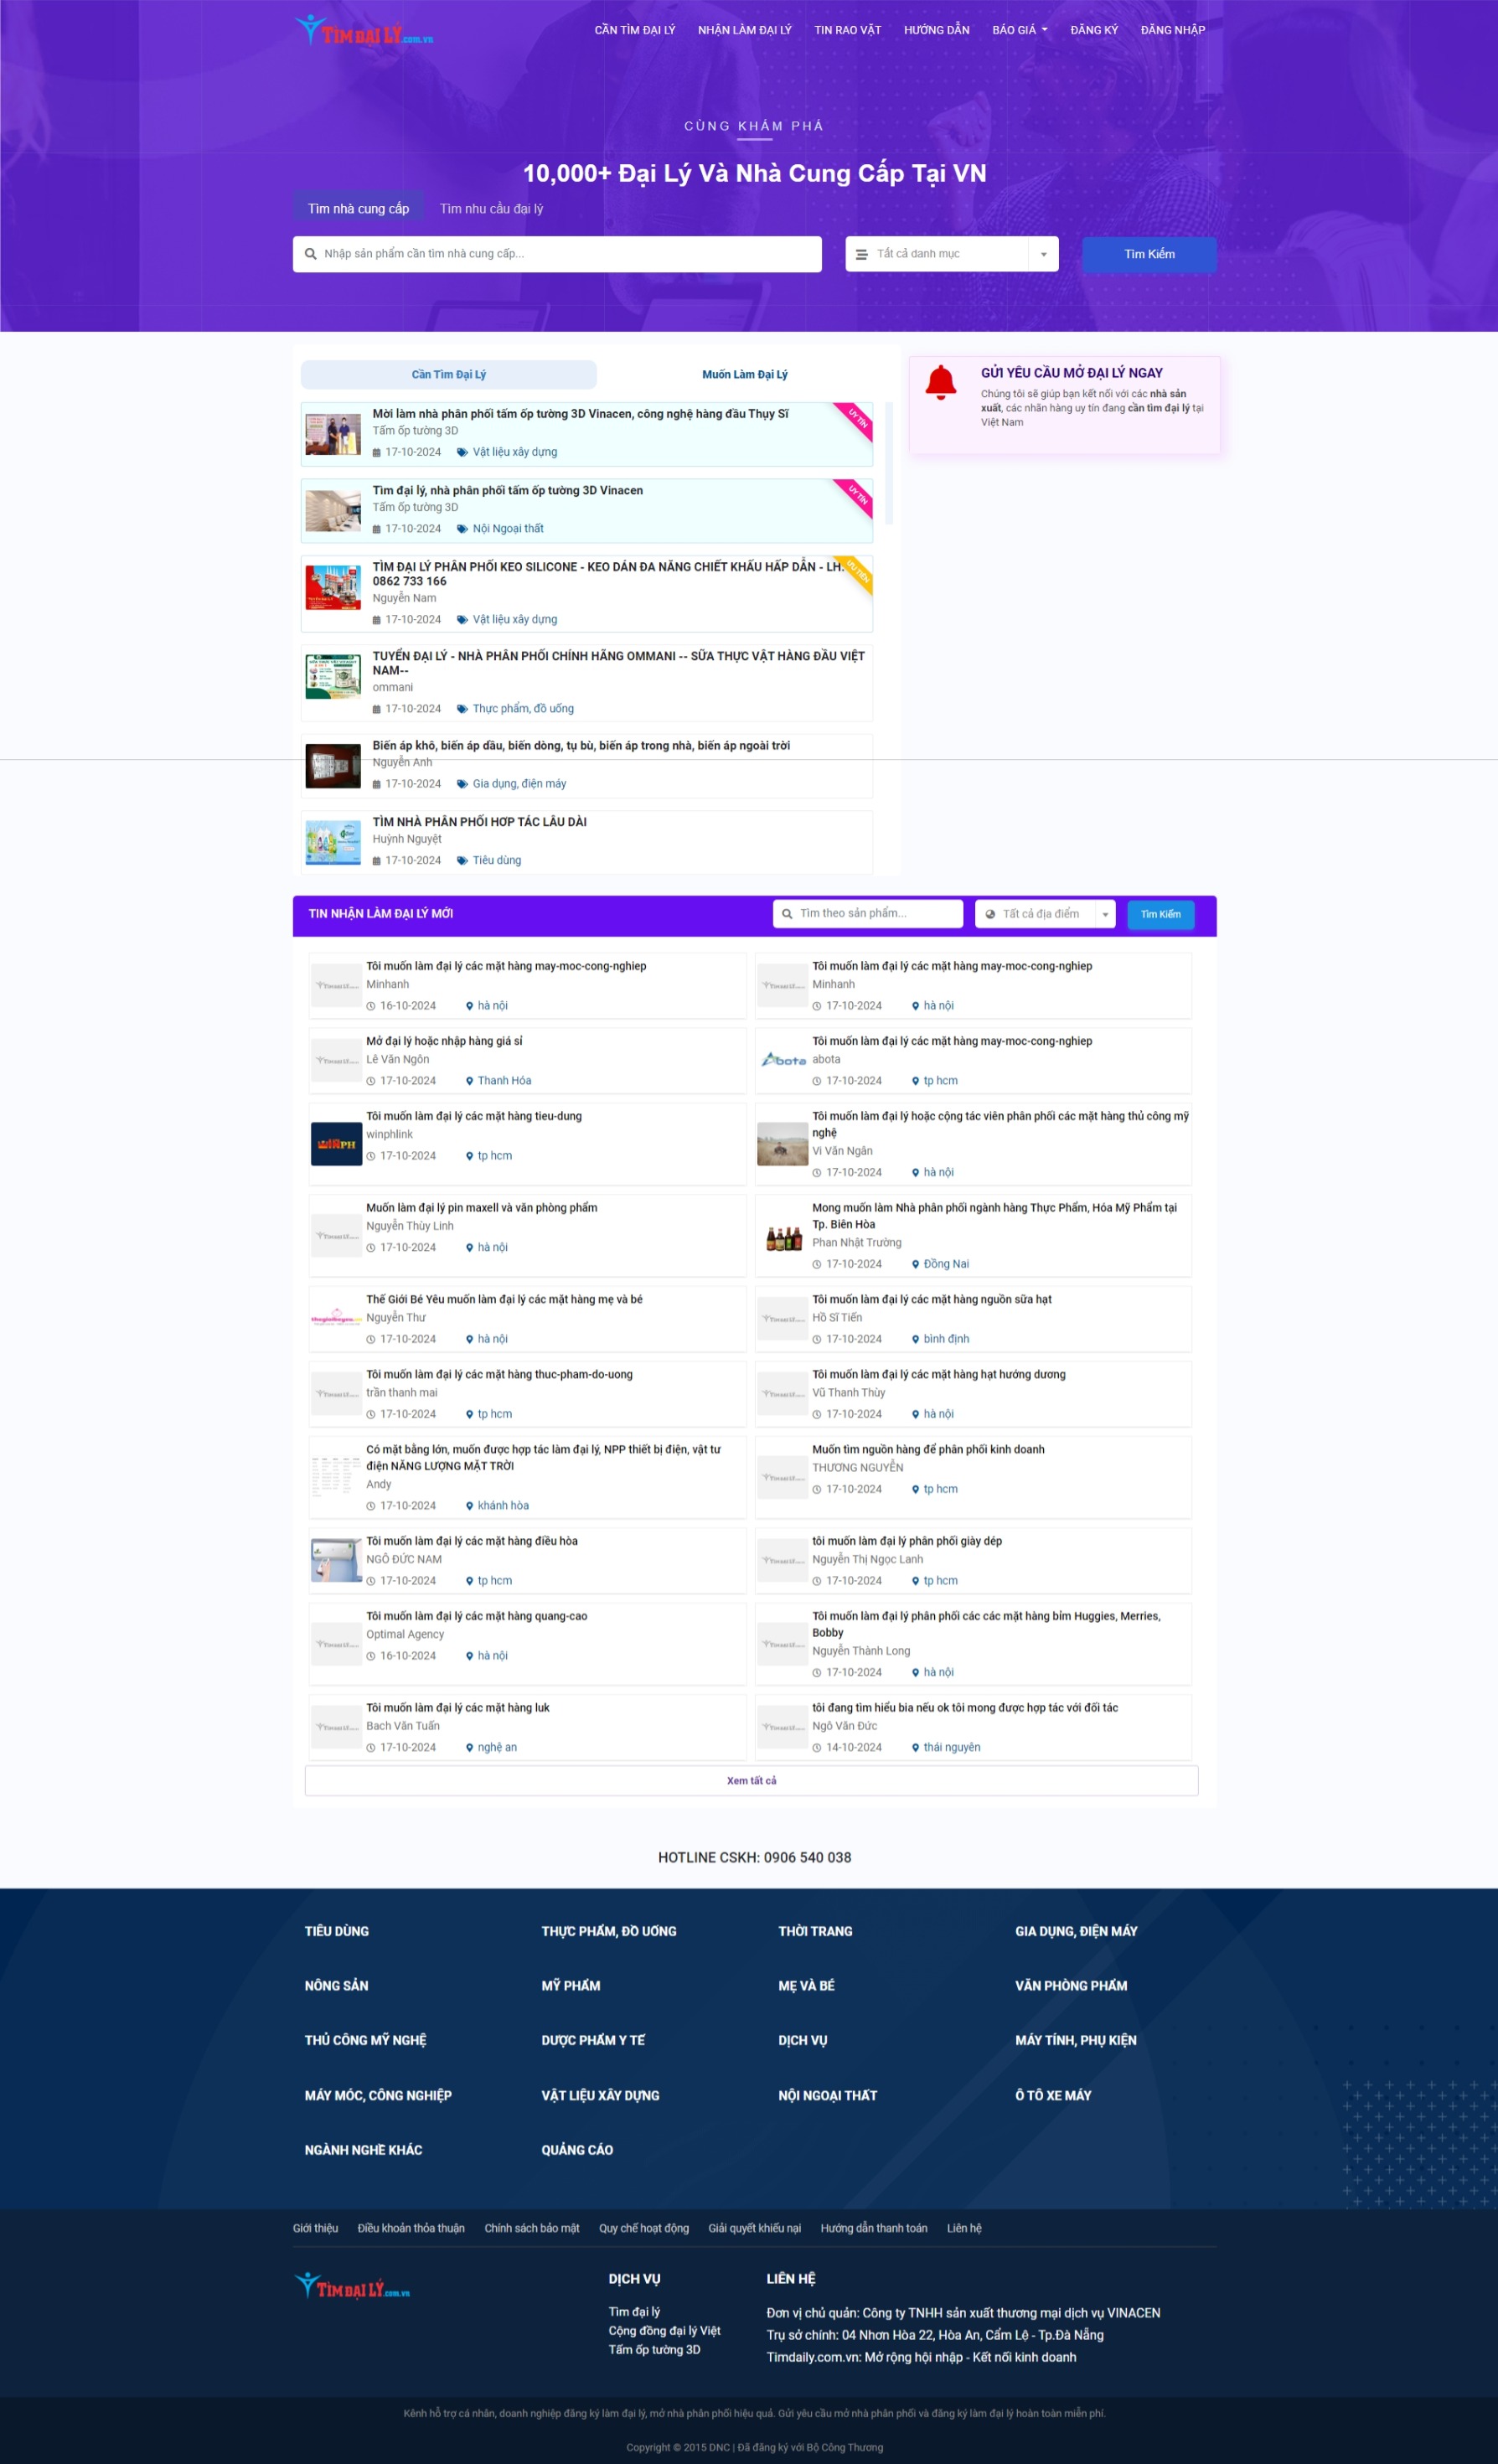 TÌM ĐẠI LÝ.com.vn
CẦN TÌM ĐẠI LÝ
NHẬN LÀM ĐẠI LÝ
TIN RAO VẶT
HƯỚNG DẪN
BÁO GIÁ
ĐĂNG KÝ
ĐĂNG NHẬP
CÙNG KHÁM PHÁ
10,000+ Đại Lý Và Nhà Cung Cấp Tại VN
Tìm nhà cung cấp
Tìm nhu cầu đại lý
Nhập sản phẩm cần tìm nhà cung cấp...
Tất cả danh mục
Tìm Kiếm
Cần Tìm Đại Lý
Muốn Làm Đại Lý
Mời làm nhà phân phối tấm ốp tường 3D Vinacen, công nghệ hàng đầu Thụy Sĩ
UY TÍN
Tấm ốp tường 3D
17-10-2024 Vật liệu xây dựng
Tìm đại lý, nhà phân phối tấm ốp tường 3D Vinacen
UY TÍN
Tấm ốp tường 3D
17-10-2024 Nội Ngoại thất
TÌM ĐẠI LÝ PHÂN PHỐI KEO SILICONE - KEO DÁN ĐA NĂNG CHIẾT KHẤU HẤP DẪN - LH:
0862 733 166
ƯU TIÊN
Nguyễn Nam
17-10-2024 Vật liệu xây dựng
TUYỂN ĐẠI LÝ - NHÀ PHÂN PHỐI CHÍNH HÃNG OMMANI -- SỮA THỰC VẬT HÀNG ĐẦU VIỆT
NAM--
ommani
17-10-2024 Thực phẩm, đồ uống
Biến áp khô, biến áp dầu, biến dòng, tụ bù, biến áp trong nhà, biến áp ngoài trời
Nguyễn Anh
17-10-2024 Gia dụng, điện máy
TÌM NHÀ PHÂN PHỐI HỢP TÁC LÂU DÀI
Huỳnh Nguyệt
17-10-2024 Tiêu dùng
GỬI YÊU CẦU MỞ ĐẠI LÝ NGAY
Chúng tôi sẽ giúp bạn kết nối với các nhà sản
xuất, các nhãn hàng uy tín đang cần tìm đại lý tại
Việt Nam
TIN NHẬN LÀM ĐẠI LÝ MỚI
Tìm theo sản phẩm...
Tất cả địa điểm
Tìm Kiếm
Tôi muốn làm đại lý các mặt hàng may-moc-cong-nghiep
Minhanh
16-10-2024 hà nội
Tôi muốn làm đại lý các mặt hàng may-moc-cong-nghiep
Minhanh
17-10-2024 hà nội
Mở đại lý hoặc nhập hàng giá sỉ
Lê Văn Ngôn
17-10-2024 Thanh Hóa
Abota
Tôi muốn làm đại lý các mặt hàng may-moc-cong-nghiep
abota
17-10-2024 tp hcm
WINPH
Tôi muốn làm đại lý các mặt hàng tieu-dung
winphlink
17-10-2024 tp hcm
Tôi muốn làm đại lý hoặc cộng tác viên phân phối các mặt hàng thủ công mỹ
nghệ
Vi Văn Ngân
17-10-2024 hà nội
Muốn làm đại lý pin maxell và văn phòng phẩm
Nguyễn Thùy Linh
17-10-2024 hà nội
Mong muốn làm Nhà phân phối ngành hàng Thực Phẩm, Hóa Mỹ Phẩm tại
Tp. Biên Hòa
Phan Nhật Trường
17-10-2024 Đồng Nai
Thế Giới Bé Yêu muốn làm đại lý các mặt hàng mẹ và bé
Nguyễn Thư
17-10-2024 hà nội
Tôi muốn làm đại lý các mặt hàng nguồn sữa hạt
Hồ Sĩ Tiến
17-10-2024 bình định
Tôi muốn làm đại lý các mặt hàng thuc-pham-do-uong
trần thanh mai
17-10-2024 tp hcm
Tôi muốn làm đại lý các mặt hàng hạt hướng dương
Vũ Thanh Thùy
17-10-2024 hà nội
Có mặt bằng lớn, muốn được hợp tác làm đại lý, NPP thiết bị điện, vật tư
điện NĂNG LƯỢNG MẶT TRỜI
Andy
17-10-2024 khánh hòa
Muốn tìm nguồn hàng để phân phối kinh doanh
THƯƠNG NGUYỄN
17-10-2024 tp hcm
Tôi muốn làm đại lý các mặt hàng điều hòa
NGÔ ĐỨC NAM
17-10-2024 tp hcm
tôi muốn làm đại lý phân phối giày dép
Nguyễn Thị Ngọc Lanh
17-10-2024 tp hcm
Tôi muốn làm đại lý các mặt hàng quang-cao
Optimal Agency
16-10-2024 hà nội
Tôi muốn làm đại lý phân phối các các mặt hàng bỉm Huggies, Merries,
Bobby
Nguyễn Thành Long
17-10-2024 hà nội
Tôi muốn làm đại lý các mặt hàng luk
Bach Văn Tuấn
17-10-2024 nghệ an
tôi đang tìm hiểu bia nếu ok tôi mong được hợp tác với đối tác
Ngô Văn Đức
14-10-2024 thái nguyên
Xem tất cả
HOTLINE CSKH: 0906 540 038
TIÊU DÙNG
THỰC PHẨM, ĐỒ UỐNG
THỜI TRANG
GIA DỤNG, ĐIỆN MÁY
NÔNG SẢN
MỸ PHẨM
MẸ VÀ BÉ
VĂN PHÒNG PHẨM
THỦ CÔNG MỸ NGHỆ
DƯỢC PHẨM Y TẾ
DỊCH VỤ
MÁY TÍNH, PHỤ KIỆN
MÁY MÓC, CÔNG NGHIỆP
VẬT LIỆU XÂY DỰNG
NỘI NGOẠI THẤT
Ô TÔ XE MÁY
NGÀNH NGHỀ KHÁC
QUẢNG CÁO
Giới thiệu
Điều khoản thỏa thuận
Chính sách bảo mật
Quy chế hoạt động
Giải quyết khiếu nại
Hướng dẫn thanh toán
Liên hệ
TÌM ĐẠI LÝ.com.vn
DỊCH VỤ
Tìm đại lý
Cộng đồng đại lý Việt
Tấm ốp tường 3D
LIÊN HỆ
Đơn vị chủ quản: Công ty TNHH sản xuất thương mại dịch vụ VINACEN
Trụ sở chính: 04 Nhơn Hòa 22, Hòa An, Cẩm Lệ - Tp.Đà Nẵng
Timdaily.com.vn: Mở rộng hội nhập - Kết nối kinh doanh
Kênh hỗ trợ cá nhân, doanh nghiệp đăng ký làm đại lý, mở nhà phân phối hiệu quả. Gửi yêu cầu mở nhà phân phối và đăng ký làm đại lý hoàn toàn miễn phí.
Copyright © 2015 DNC | Đã đăng ký với Bộ Công Thương